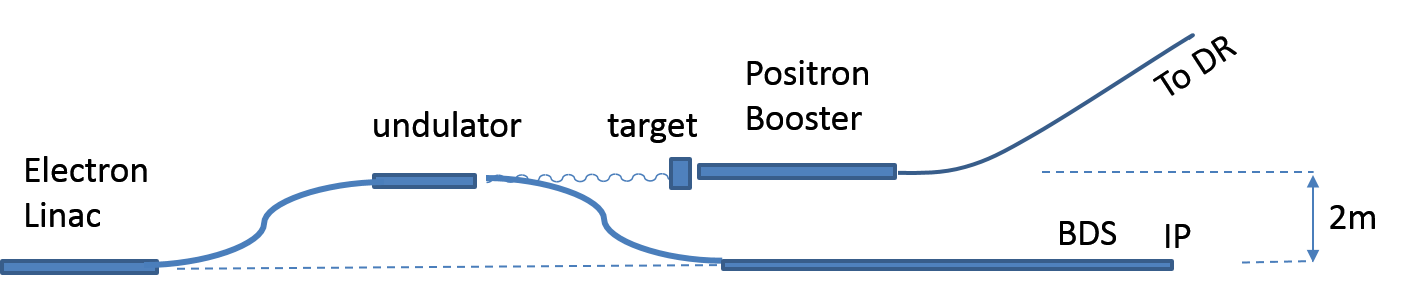 Electron
Linac
undulator
target
Positron
Booster
To DR
BDS
IP
2m